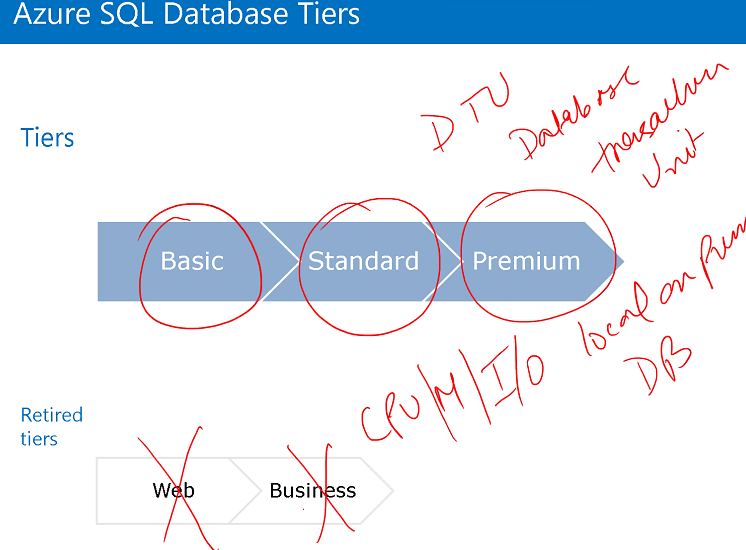 Azure SQL Database Tiers
Tiers
DTU
Database
transaction
Unit
Basic
Standard
Premium
local on prem
DB
CPU/M/I/O
Retired
tiers
Web
Business